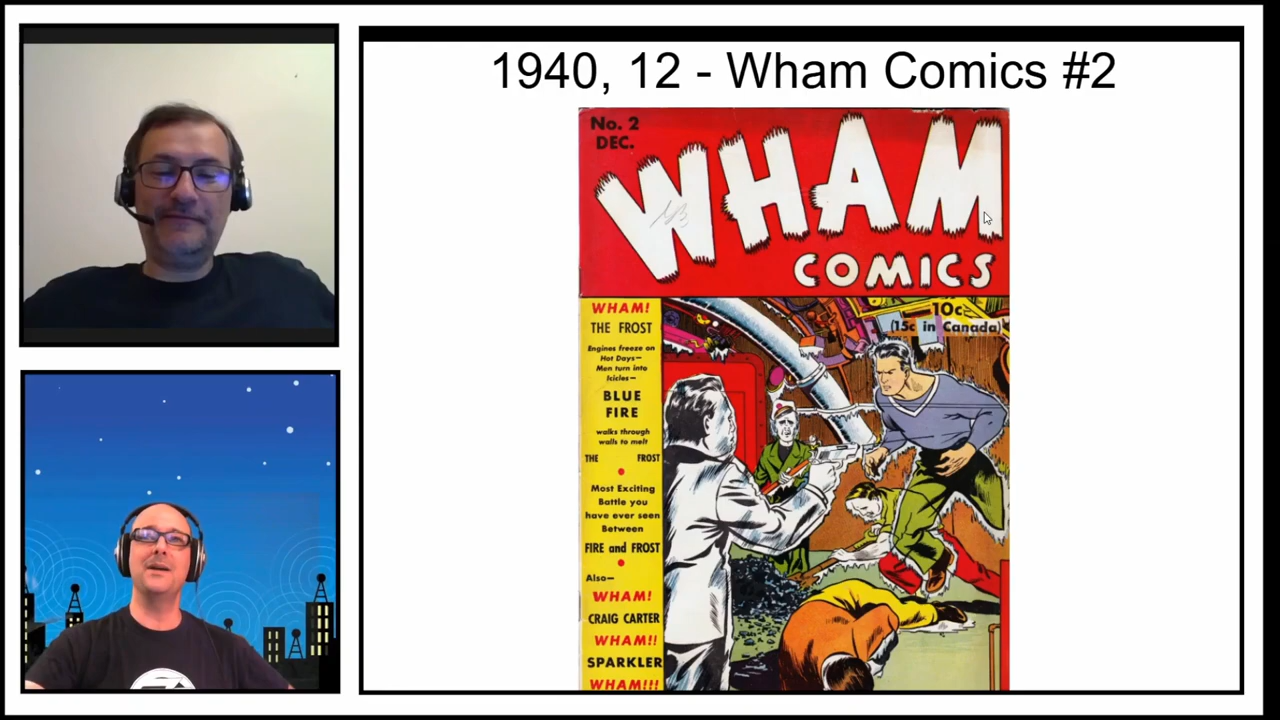 1940, 12 - Wham Comics #2
No. 2
DEC.
WHAM
COMICS
10c
(15c in Canada)
WHAM!
THE FROST
Engines freeze on
Hot Days—
Men turn into
Icicles—
BLUE
FIRE
walks through
walls to melt
THE FROST
Most Exciting
Battle you
have ever seen
Between
FIRE and FROST
Also—
WHAM!
CRAIG CARTER
WHAM!!
SPARKLER
WHAM!!!